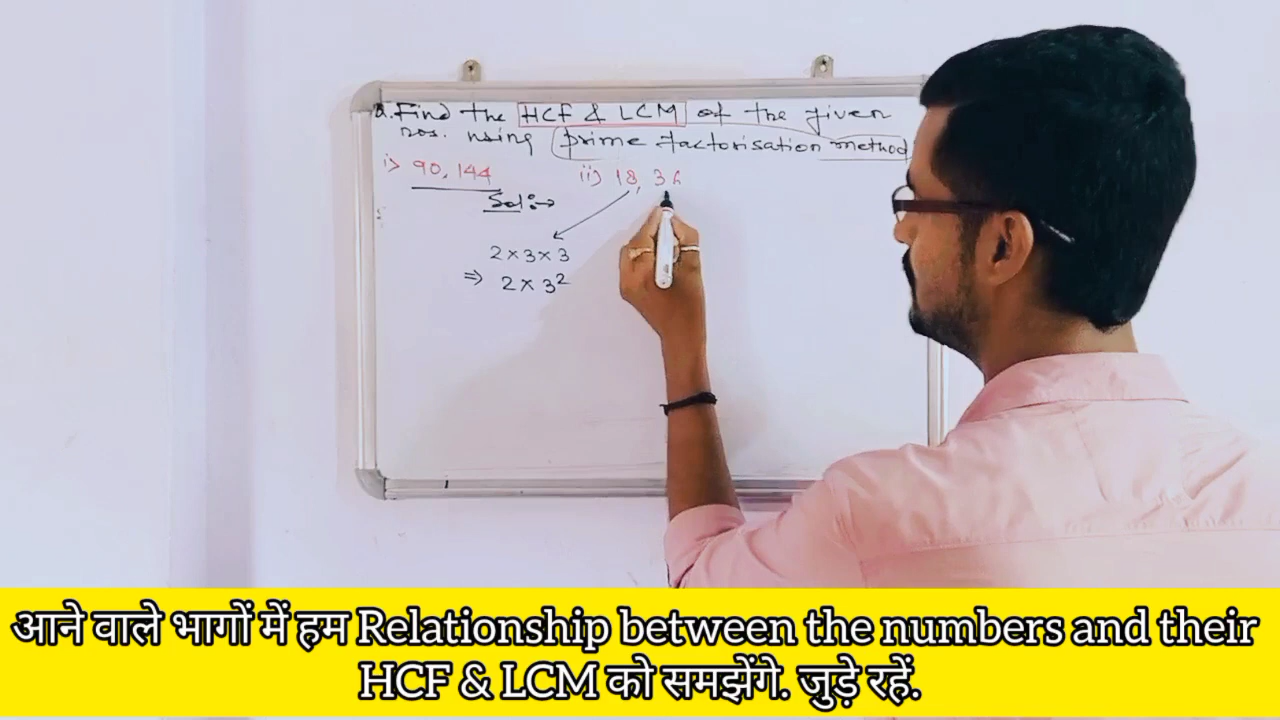 Q. Find the HCF & LCM of the given
nos. using prime factorisation method
i) 90, 144 ii) 18, 36
Sol:→
2×3×3
⇒ 2×3²
आने वाले भागों में हम Relationship between the numbers and their
HCF & LCM को समझेंगे. जुड़े रहें.